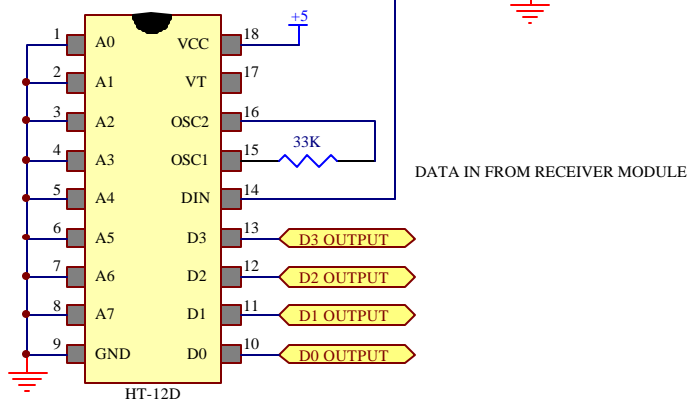 +5
1 A0 VCC 18
2 A1 VT 17
3 A2 OSC2 16
33K
4 A3 OSC1 15
DATA IN FROM RECEIVER MODULE
5 A4 DIN 14
6 A5 D3 13 D3 OUTPUT
7 A6 D2 12 D2 OUTPUT
8 A7 D1 11 D1 OUTPUT
9 GND D0 10 D0 OUTPUT
HT-12D